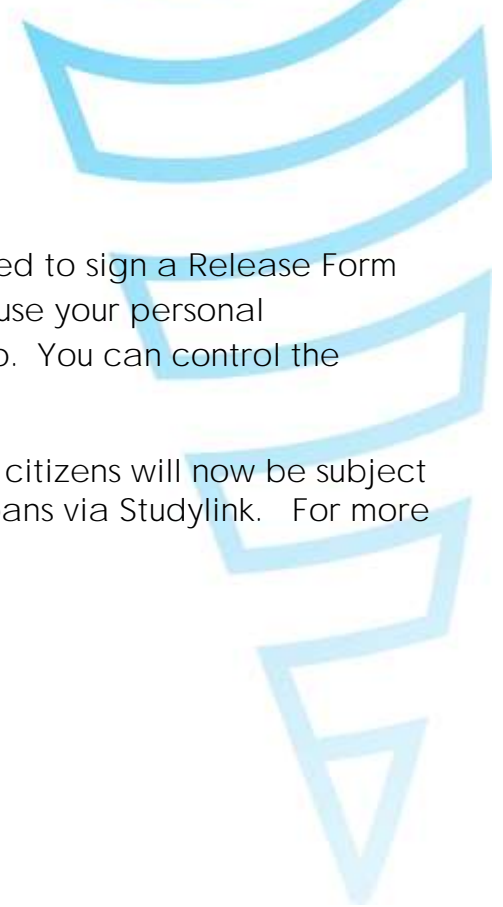 ed to sign a Release Form
use your personal
o. You can control the
citizens will now be subject
ans via Studylink. For more